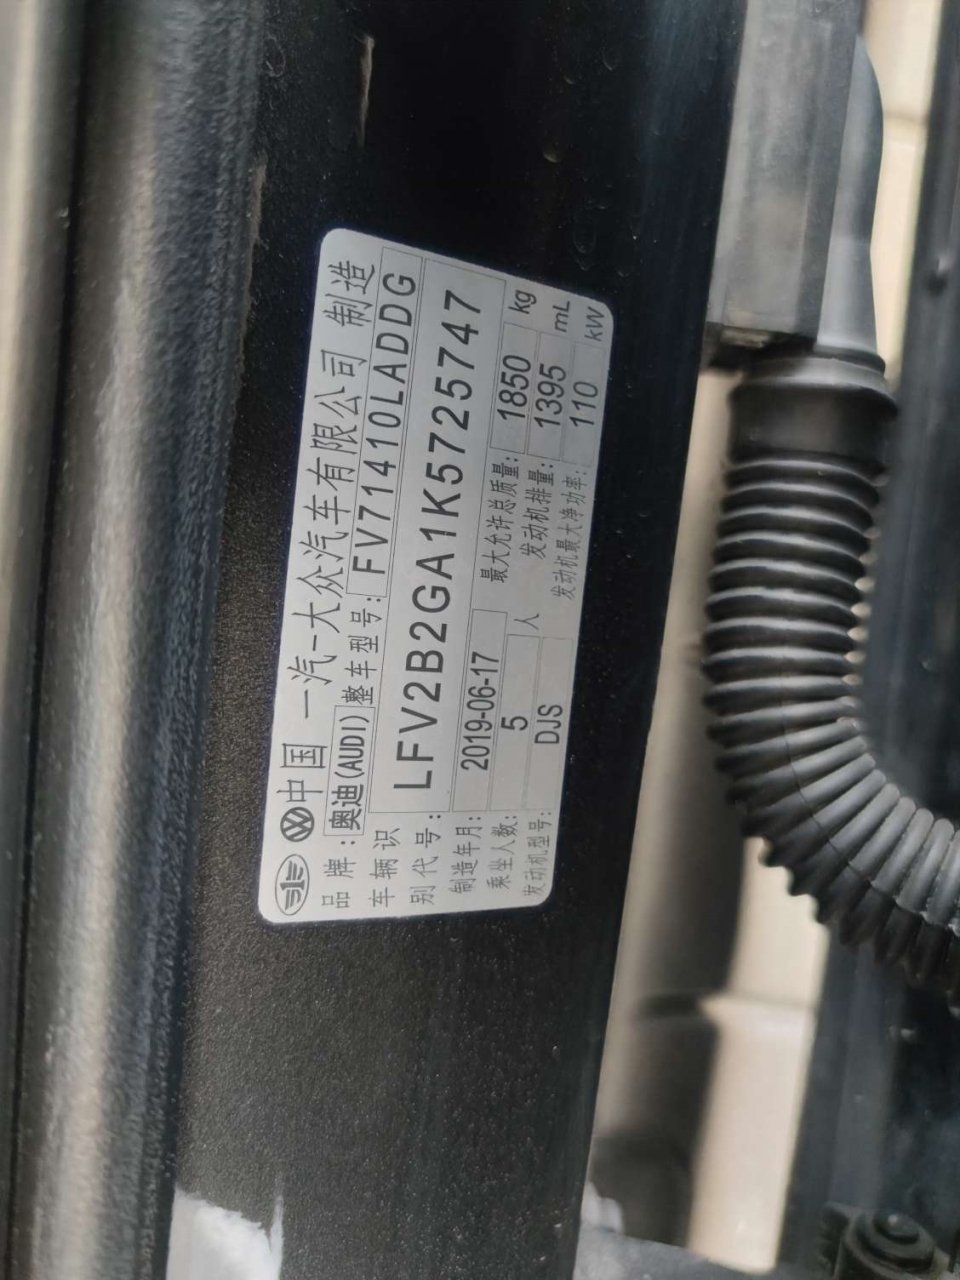 中国 一汽-大众汽车有限公司 制造
品牌: 奥迪(AUDI) 整车型号: FV71410LADDG
车辆识别代号: LFV2B2GA1K5725747
制造年月: 2019-06-17 最大允许总质量: 1850 kg
乘坐人数: 5 人 发动机排量: 1395 mL
发动机型号: DJS 发动机最大净功率: 110 kW